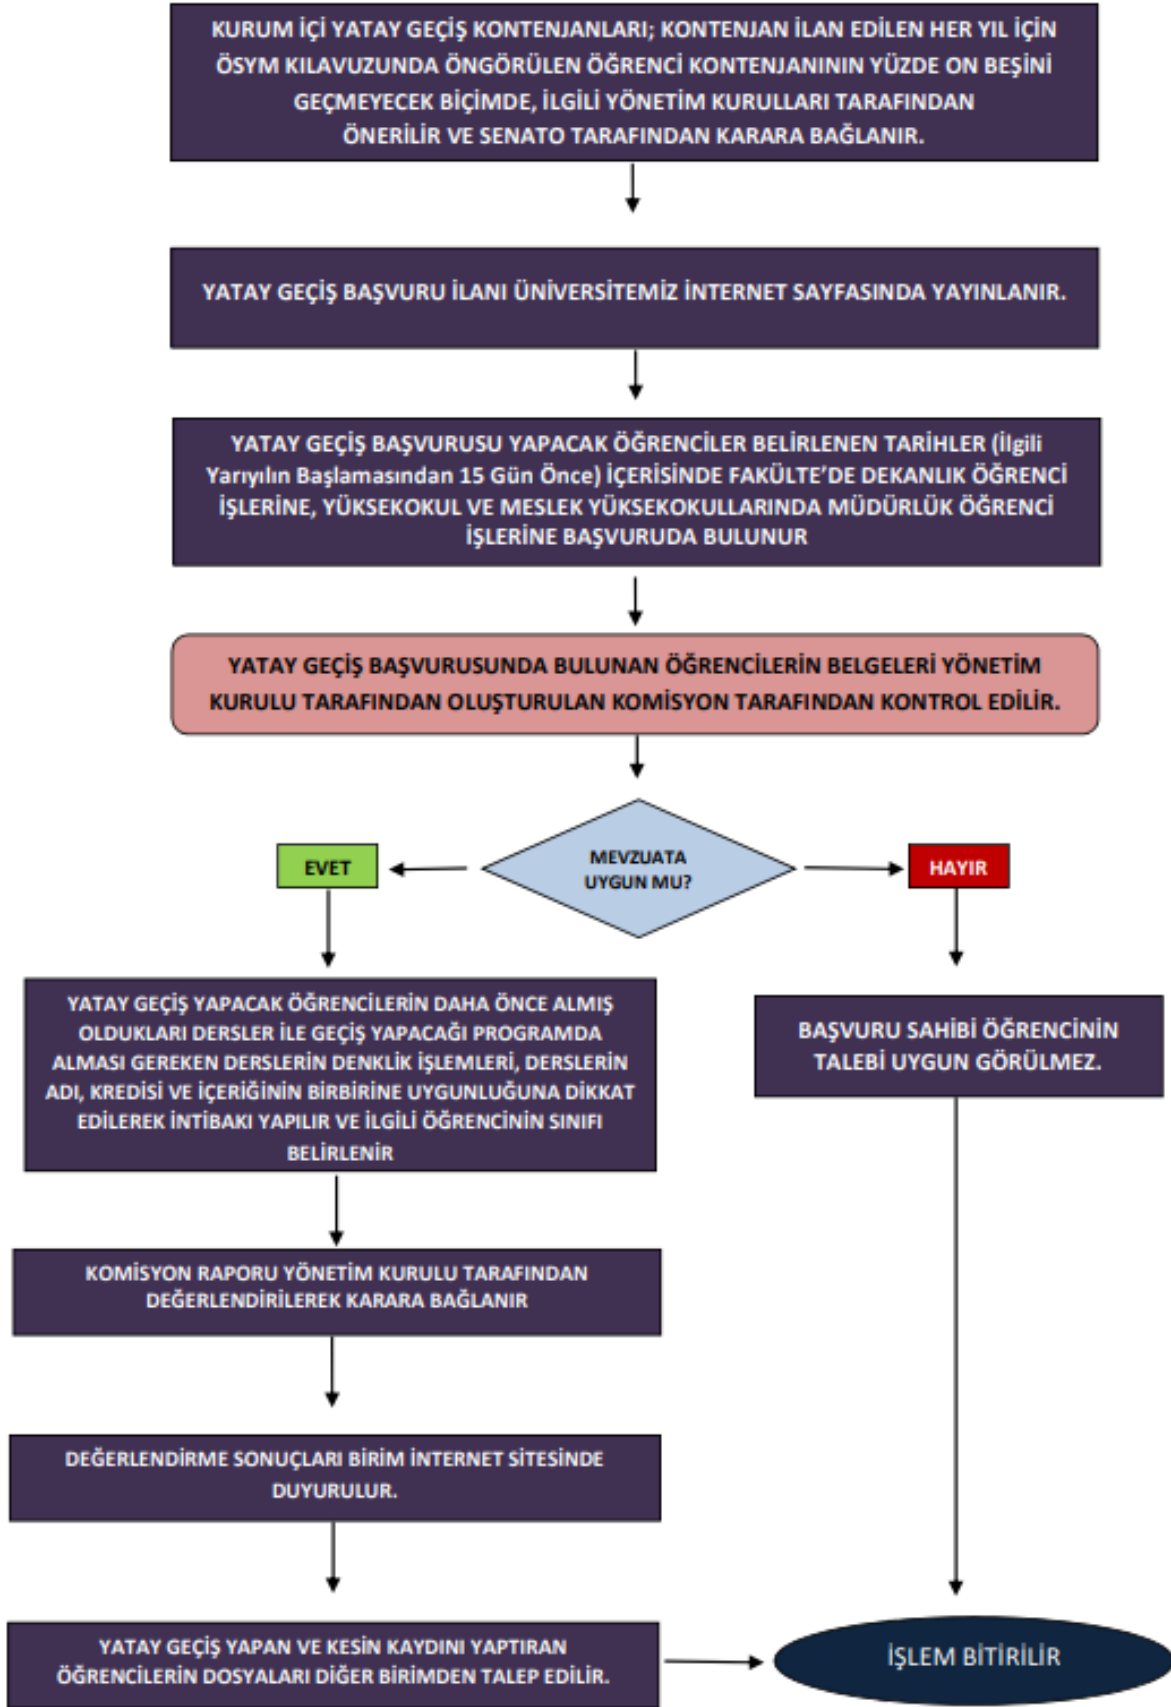 KURUM İÇİ YATAY GEÇİŞ KONTENJANLARI; KONTENJAN İLAN EDİLEN HER YIL İÇİN
ÖSYM KILAVUZUNDA ÖNGÖRÜLEN ÖĞRENCİ KONTENJANININ YÜZDE ON BEŞİNİ
GEÇMEYECEK BİÇİMDE, İLGİLİ YÖNETİM KURULLARI TARAFINDAN
ÖNERİLİR VE SENATO TARAFINDAN KARARA BAĞLANIR.
YATAY GEÇİŞ BAŞVURU İLANI ÜNİVERSİTEMİZ İNTERNET SAYFASINDA YAYINLANIR.
YATAY GEÇİŞ BAŞVURUSU YAPACAK ÖĞRENCİLER BELİRLENEN TARİHLER (İlgili
Yarıyılın Başlamasından 15 Gün Önce) İÇERİSİNDE FAKÜLTE'DE DEKANLIK ÖĞRENCİ
İŞLERİNE, YÜKSEKOKUL VE MESLEK YÜKSEKOKULLARINDA MÜDÜRLÜK ÖĞRENCİ
İŞLERİNE BAŞVURUDA BULUNUR
YATAY GEÇİŞ BAŞVURUSUNDA BULUNAN ÖĞRENCİLERİN BELGELERİ YÖNETİM
KURULU TARAFINDAN OLUŞTURULAN KOMİSYON TARAFINDAN KONTROL EDİLİR.
MEVZUATA
UYGUN MU?
EVET
HAYIR
YATAY GEÇİŞ YAPACAK ÖĞRENCİLERİN DAHA ÖNCE ALMIŞ
OLDUKLARI DERSLER İLE GEÇİŞ YAPACAĞI PROGRAMDA
ALMASI GEREKEN DERSLERİN DENKLİK İŞLEMLERİ, DERSLERİN
ADI, KREDİSİ VE İÇERİĞİNİN BİRBİRİNE UYGUNLUĞUNA DİKKAT
EDİLEREK İNTİBAKI YAPILIR VE İLGİLİ ÖĞRENCİNİN SINIFI
BELİRLENİR
BAŞVURU SAHİBİ ÖĞRENCİNİN
TALEBİ UYGUN GÖRÜLMEZ.
KOMİSYON RAPORU YÖNETİM KURULU TARAFINDAN
DEĞERLENDİRİLEREK KARARA BAĞLANIR
DEĞERLENDİRME SONUÇLARI BİRİM İNTERNET SİTESİNDE
DUYURULUR.
YATAY GEÇİŞ YAPAN VE KESİN KAYDINI YAPTIRAN
ÖĞRENCİLERİN DOSYALARI DİĞER BİRİMDEN TALEP EDİLİR.
İŞLEM BİTİRİLİR